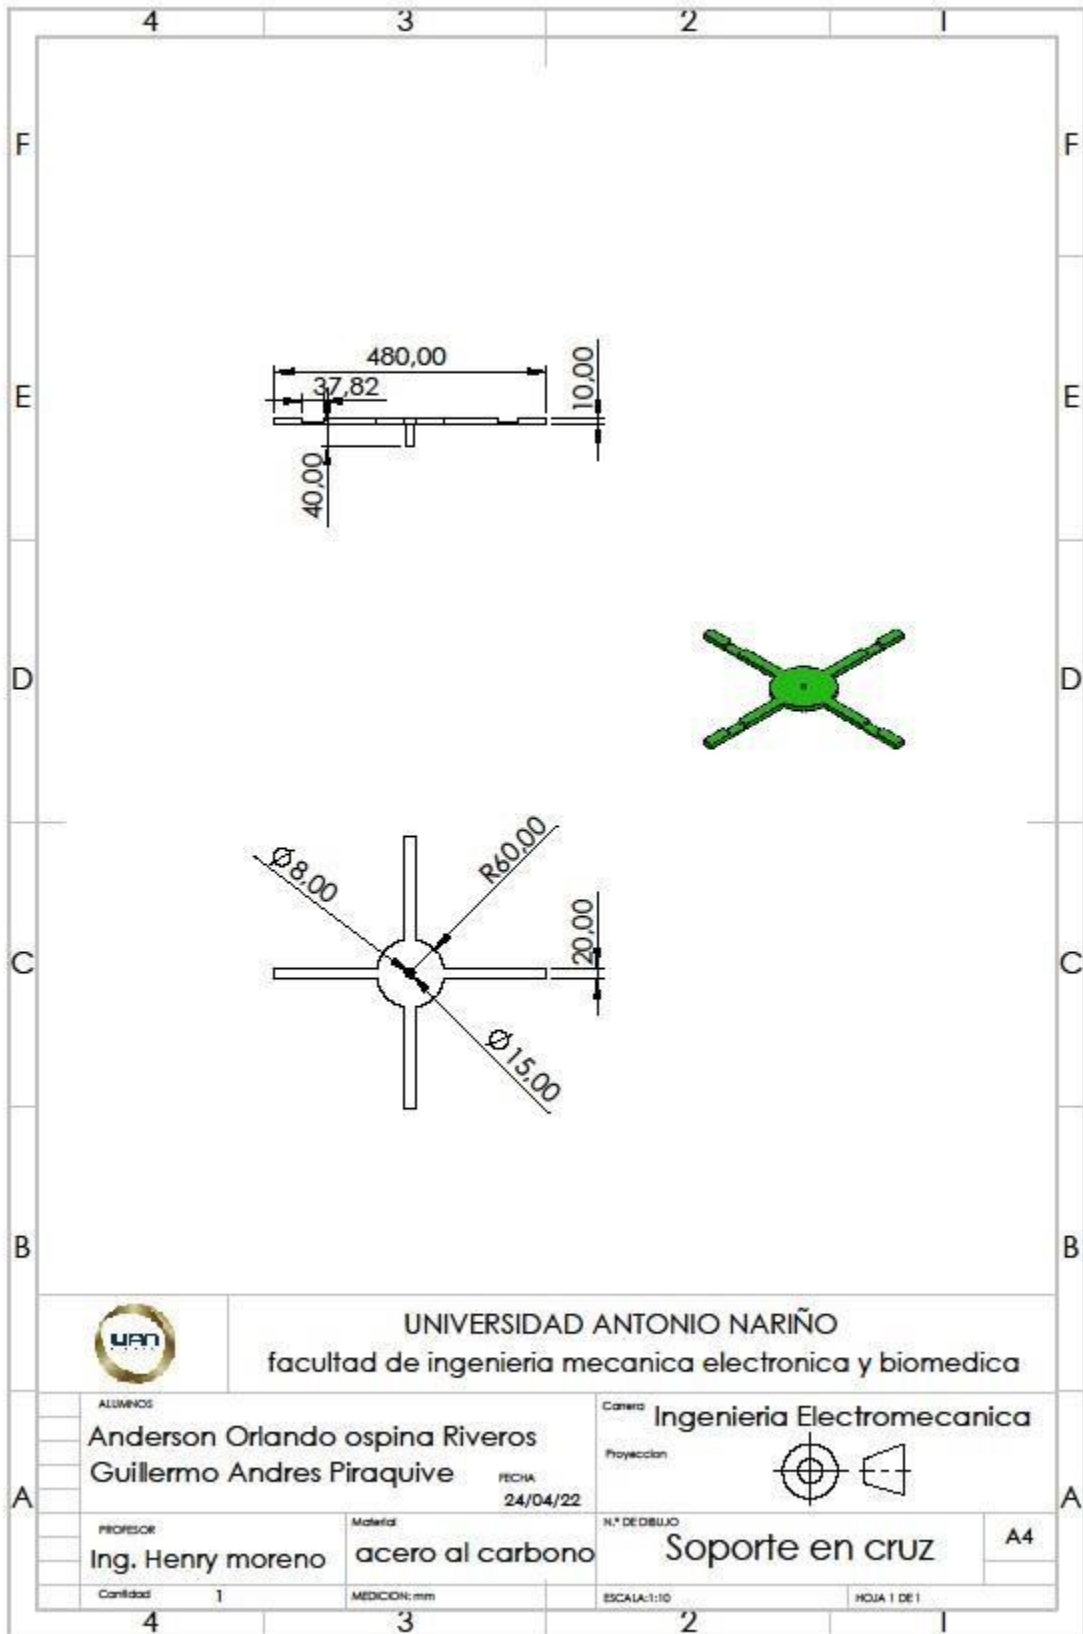 4 3 2 1
F F
480,00
10,00
37,82
E E
40,00
D D
R60,00
Ø 8,00
20,00
C C
Ø 15,00
B B
UAN
UNIVERSIDAD ANTONIO NARIÑO
facultad de ingenieria mecanica electronica y biomedica
ALUMNOS
Anderson Orlando ospina Riveros
Guillermo Andres Piraquive
FECHA
24/04/22
Carrera Ingenieria Electromecanica
Proyeccion
A A
PROFESOR
Ing. Henry moreno
Material
acero al carbono
N.º DE DIBUJO
Soporte en cruz
A4
Cantidad 1
MEDICION: mm
ESCALA:1:10
HOJA 1 DE 1
4 3 2 1